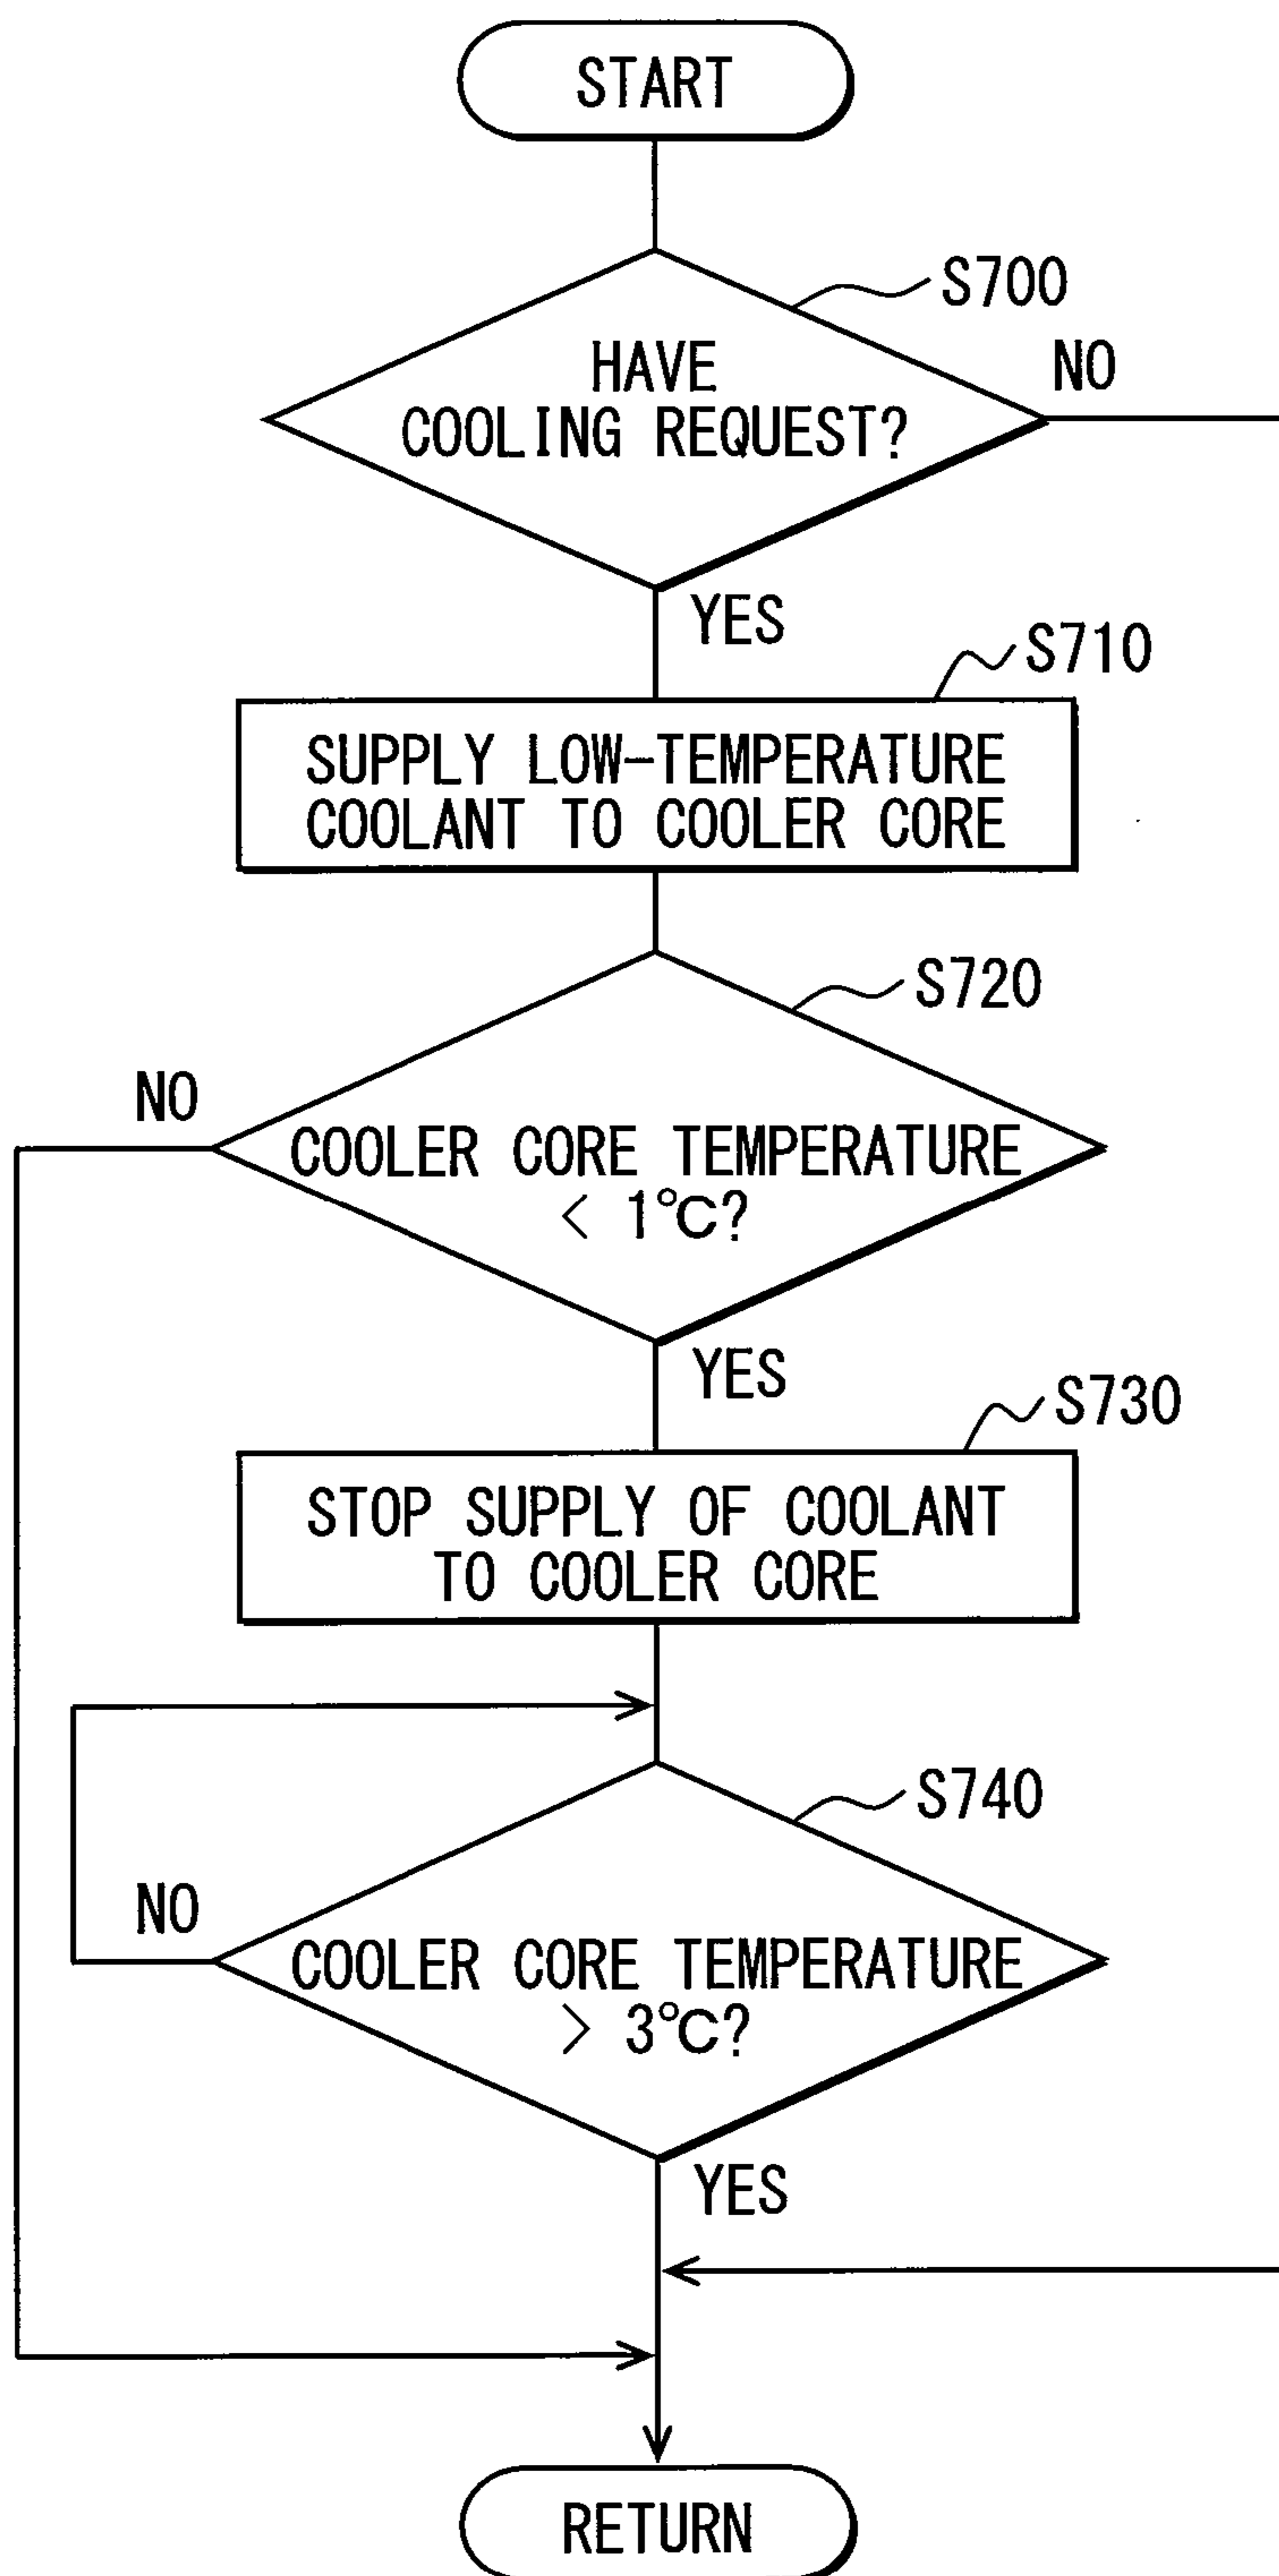 START
S700
HAVE
COOLING REQUEST?
NO
YES
S710
SUPPLY LOW-TEMPERATURE
COOLANT TO COOLER CORE
S720
NO
COOLER CORE TEMPERATURE
< 1℃?
YES
S730
STOP SUPPLY OF COOLANT
TO COOLER CORE
S740
NO
COOLER CORE TEMPERATURE
> 3℃?
YES
RETURN